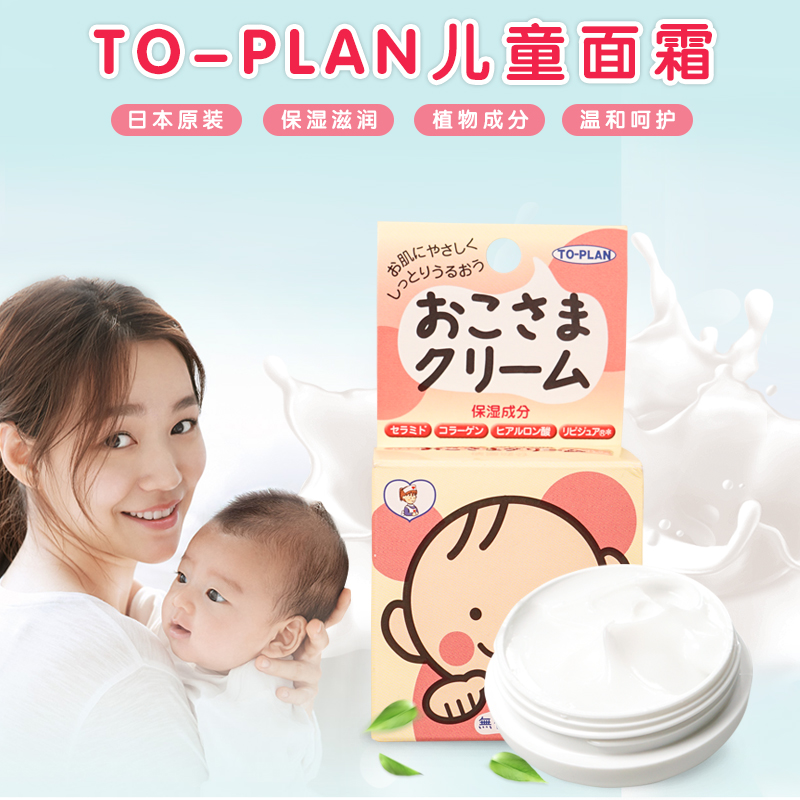 TO-PLAN儿童面霜
日本原装 保湿滋润 植物成分 温和呵护
TO-PLAN
お肌にやさしく
しっとりうるおう
おこさま
クリーム
保湿成分
セラミド コラーゲン ヒアルロン酸 リピジュア
無